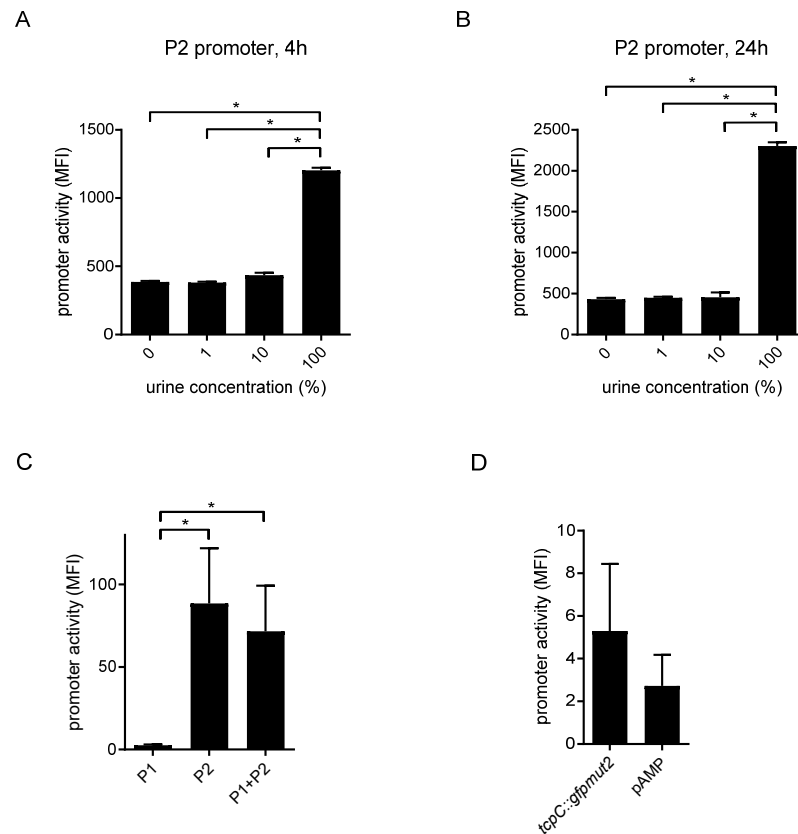 A
P2 promoter, 4h
promoter activity (MFI)
1500
1000
500
0
*
*
*
0
1
10
100
urine concentration (%)
B
P2 promoter, 24h
promoter activity (MFI)
2500
2000
1500
2000
500
0
*
*
*
0
1
10
100
urine concentration (%)
C
promoter activity (MFI)
100
50
0
*
*
P1
P2
P1+P2
D
promoter activity (MFI)
10
8
6
4
2
0
tcpC::gfpmut2
pAMP